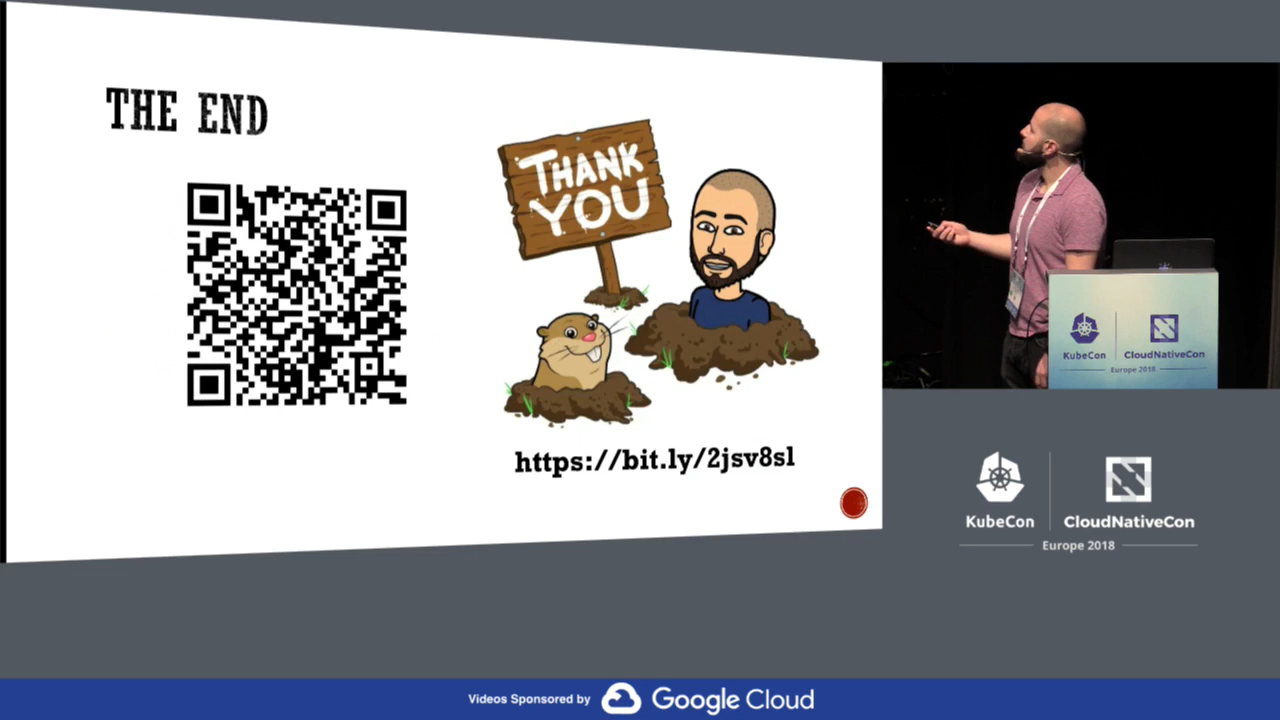 THE END
THANK
YOU
https://bit.ly/2jsv8sl
KubeCon
CloudNativeCon
Europe 2018
KubeCon
CloudNativeCon
Europe 2018
Videos Sponsored by
Google Cloud